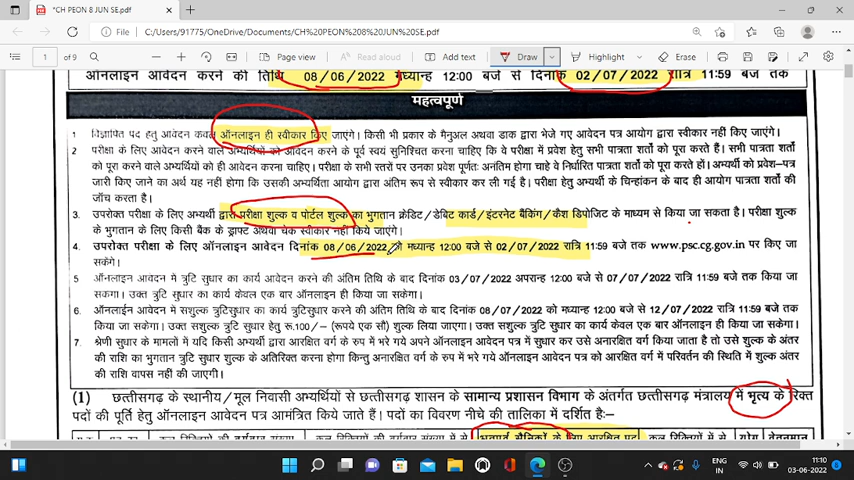 *CH PEON 8 JUN SE.pdf
File | C:/Users/91775/OneDrive/Documents/CH%20PEON%208%20JUN%20SE.pdf
1 of 9 Page view Read aloud Add text Draw Highlight Erase
ऑनलाइन आवेदन करने की तिथि 08/06/2022 मध्यान्ह 12:00 बजे से दिनांक 02/07/2022 रात्रि 11:59 बजे तक
महत्वपूर्ण
1 विज्ञापित पद हेतु आवेदन केवल ऑनलाइन ही स्वीकार किए जाएंगे। किसी भी प्रकार के मैनुअल अथवा डाक द्वारा भेजे गए आवेदन पत्र आयोग द्वारा स्वीकार नहीं किए जाएंगे।
2 परीक्षा के लिए आवेदन करने वाले अभ्यर्थियों को आवेदन करने के पूर्व स्वयं सुनिश्चित करना चाहिए कि वे परीक्षा में प्रवेश हेतु सभी पात्रता शर्तों को पूरा करते हैं। सभी पात्रता शर्तों
को पूरा करने वाले अभ्यर्थियों को ही आवेदन करना चाहिए। परीक्षा के सभी स्तरों पर उनका प्रवेश पूर्णतः अनंतिम होगा चाहे वे निर्धारित पात्रता शर्तों को पूरा करते हों। अभ्यर्थी को प्रवेश-पत्र
जारी किए जाने का अर्थ यह नहीं होगा कि उसकी अभ्यर्थिता आयोग द्वारा अंतिम रूप से स्वीकार कर ली गई है। परीक्षा हेतु अभ्यर्थी के चिन्हांकन के बाद ही आयोग पात्रता शर्तों की
जाँच करता है।
3. उपरोक्त परीक्षा के लिए अभ्यर्थी द्वारा परीक्षा शुल्क व पोर्टल शुल्क का भुगतान क्रेडिट/डेबिट कार्ड/इंटरनेट बैंकिंग/कैश डिपोजिट के माध्यम से किया जा सकता है। परीक्षा शुल्क
के भुगतान के लिए किसी बैंक के ड्राफ्ट अथवा चेक स्वीकार नहीं किये जाएंगे।
4. उपरोक्त परीक्षा के लिए ऑनलाईन आवेदन दिनांक 08/06/2022 को मध्यान्ह 12:00 बजे से 02/07/2022 रात्रि 11:59 बजे तक www.psc.cg.gov.in पर किए जा
सकेंगे।
5 ऑनलाईन आवेदन में त्रुटि सुधार का कार्य आवेदन करने की अंतिम तिथि के बाद दिनांक 03/07/2022 अपरान्ह 12:00 बजे से 07/07/2022 रात्रि 11:59 बजे तक किया जा
सकेगा। उक्त त्रुटि सुधार का कार्य केवल एक बार ऑनलाईन ही किया जा सकेगा।
6. ऑनलाईन आवेदन में सशुल्क त्रुटिसुधार का कार्य त्रुटिसुधार करने की अंतिम तिथि के बाद दिनांक 08/07/2022 को मध्यान्ह 12:00 बजे से 12/07/2022 रात्रि 11:59 बजे तक
किया जा सकेगा। उक्त सशुल्क त्रुटि सुधार हेतु रू.100/– (रूपये एक सौ) शुल्क लिया जाएगा। उक्त सशुल्क त्रुटि सुधार का कार्य केवल एक बार ऑनलाईन ही किया जा सकेगा।
7. श्रेणी सुधार के मामलों में यदि किसी अभ्यर्थी द्वारा आरक्षित वर्ग के रुप में भरे गये अपने ऑनलाईन आवेदन पत्र में सुधार कर उसे अनारक्षित वर्ग किया जाता है तो उसे शुल्क के अंतर
की राशि का भुगतान त्रुटि सुधार शुल्क के अतिरिक्त करना होगा किन्तु अनारक्षित वर्ग के रुप में भरे गये ऑनलाईन आवेदन पत्र को आरक्षित वर्ग में परिवर्तन की स्थिति में शुल्क अंतर
की राशि वापस नहीं की जाएगी।
(1) छत्तीसगढ़ के स्थानीय/मूल निवासी अभ्यर्थियों से छत्तीसगढ़ शासन के सामान्य प्रशासन विभाग के अंतर्गत छत्तीसगढ़ मंत्रालय में भृत्य के रिक्त
पदों की पूर्ति हेतु ऑनलाईन आवेदन पत्र आमंत्रित किये जाते हैं। पदों का विवरण नीचे की तालिका में दर्शित है:–
भूतपूर्व सैनिकों के लिए आरक्षित पद कुल रिक्तियों में से योग वेतनमान
ENG
IN
11:10
03-06-2022